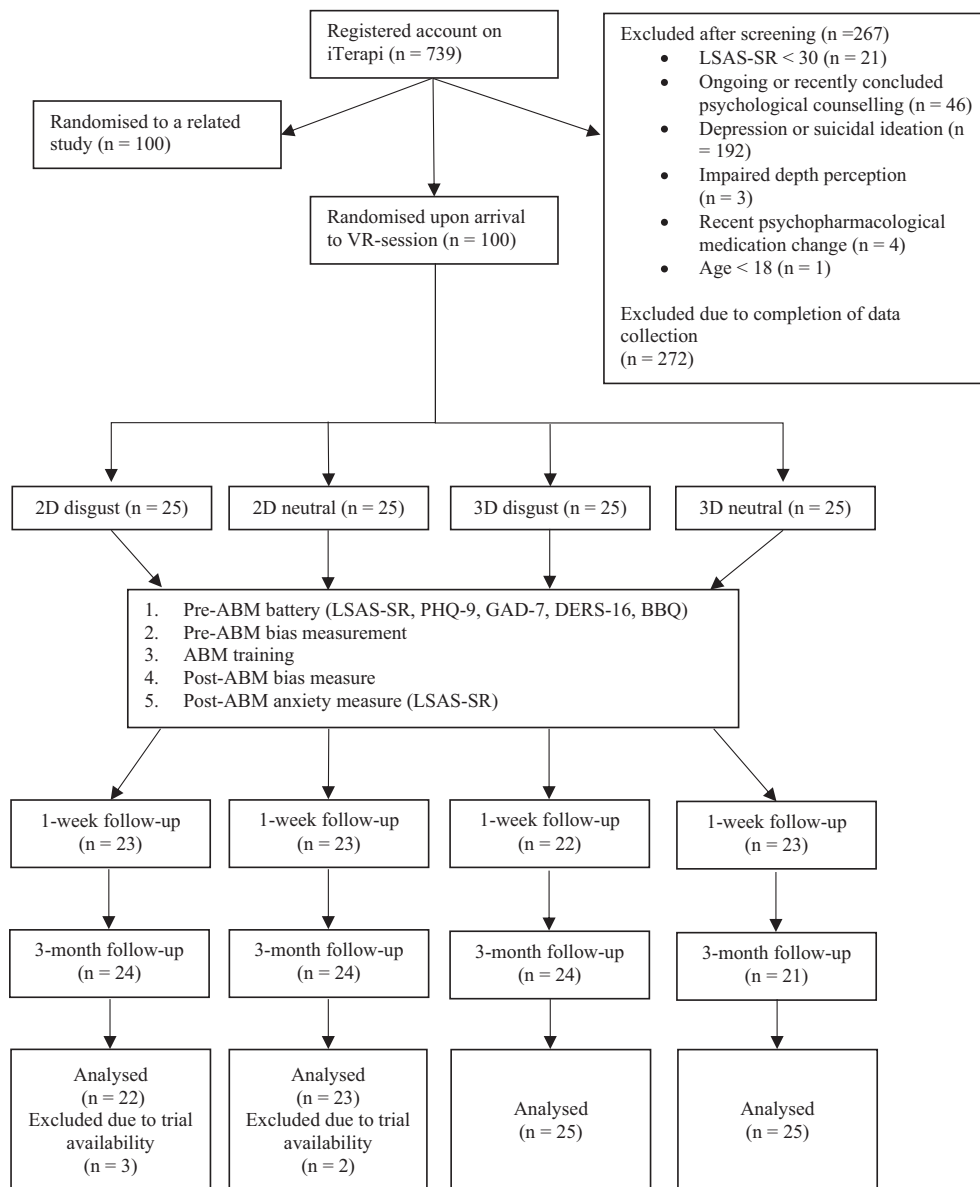 Registered account on
iTerapi (n = 739)
Excluded after screening (n =267)
• LSAS-SR < 30 (n = 21)
• Ongoing or recently concluded
psychological counselling (n = 46)
• Depression or suicidal ideation (n
= 192)
• Impaired depth perception
(n = 3)
• Recent psychopharmacological
medication change (n = 4)
• Age < 18 (n = 1)
Excluded due to completion of data
collection
(n = 272)
Randomised to a related
study (n = 100)
Randomised upon arrival
to VR-session (n = 100)
2D disgust (n = 25)
2D neutral (n = 25)
3D disgust (n = 25)
3D neutral (n = 25)
1. Pre-ABM battery (LSAS-SR, PHQ-9, GAD-7, DERS-16, BBQ)
2. Pre-ABM bias measurement
3. ABM training
4. Post-ABM bias measure
5. Post-ABM anxiety measure (LSAS-SR)
1-week follow-up
(n = 23)
1-week follow-up
(n = 23)
1-week follow-up
(n = 22)
1-week follow-up
(n = 23)
3-month follow-up
(n = 24)
3-month follow-up
(n = 24)
3-month follow-up
(n = 24)
3-month follow-up
(n = 21)
Analysed
(n = 22)
Excluded due to trial
availability
(n = 3)
Analysed
(n = 23)
Excluded due to trial
availability
(n = 2)
Analysed
(n = 25)
Analysed
(n = 25)